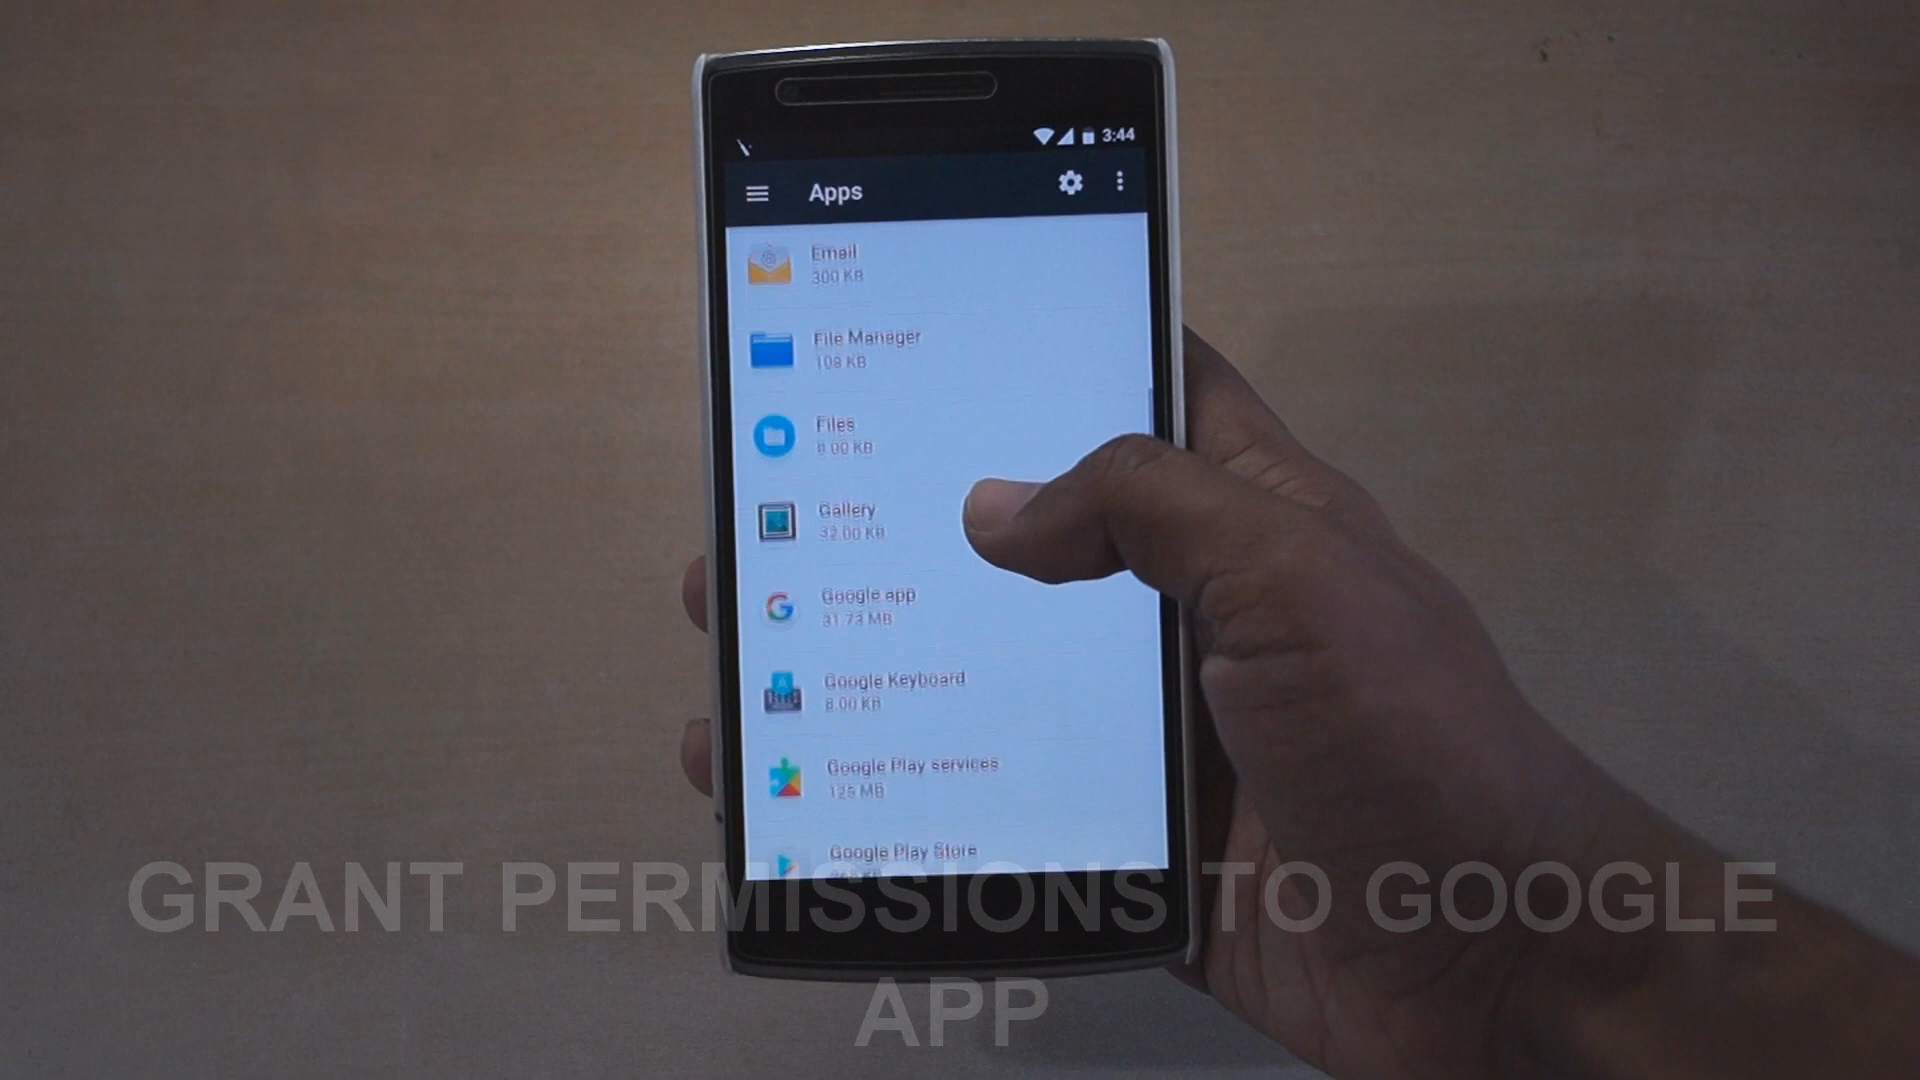 3:44
Apps
Email
300 KB
File Manager
108 KB
Files
8.00 KB
Gallery
32.00 KB
Google app
31.73 MB
Google Keyboard
8.00 KB
Google Play services
125 MB
Google Play Store
GRANT PERMISSIONS TO GOOGLE
APP